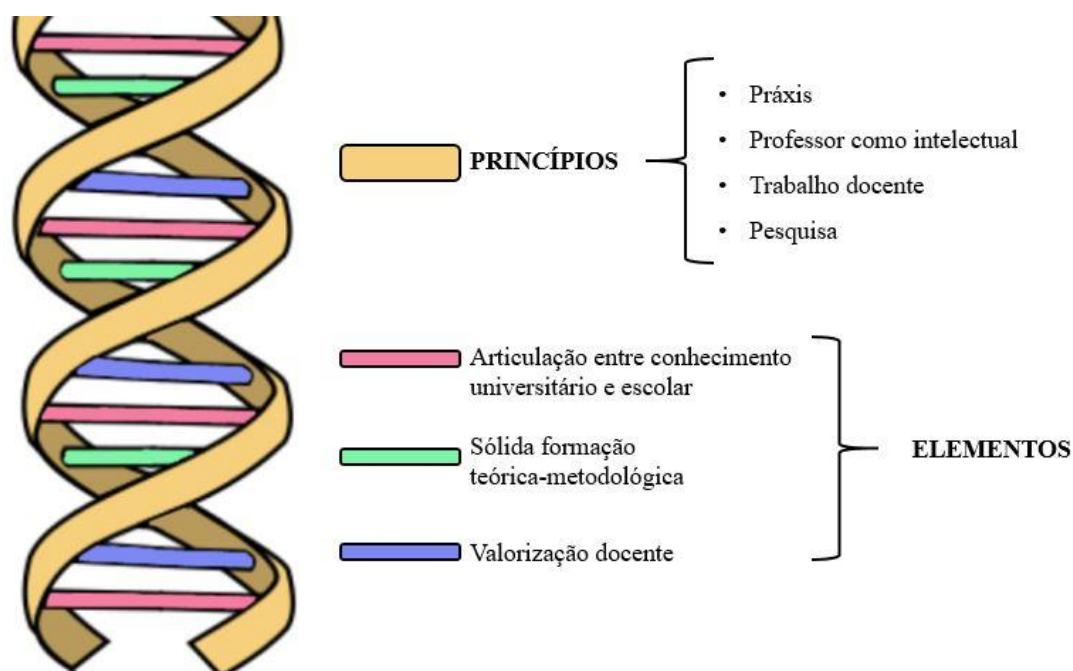 PRINCÍPIOS
• Práxis
• Professor como intelectual
• Trabalho docente
• Pesquisa
Articulação entre conhecimento
universitário e escolar
Sólida formação
teórica-metodológica
Valorização docente
ELEMENTOS